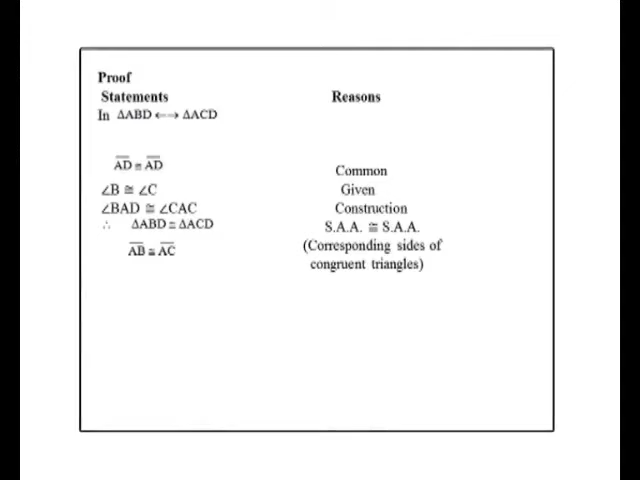 Proof
Statements Reasons
In ΔABD ⟷ ΔACD
AD ≅ AD Common
∠B ≅ ∠C Given
∠BAD ≅ ∠CAC Construction
∴ ΔABD ≅ ΔACD S.A.A. ≅ S.A.A.
AB ≅ AC (Corresponding sides of
congruent triangles)